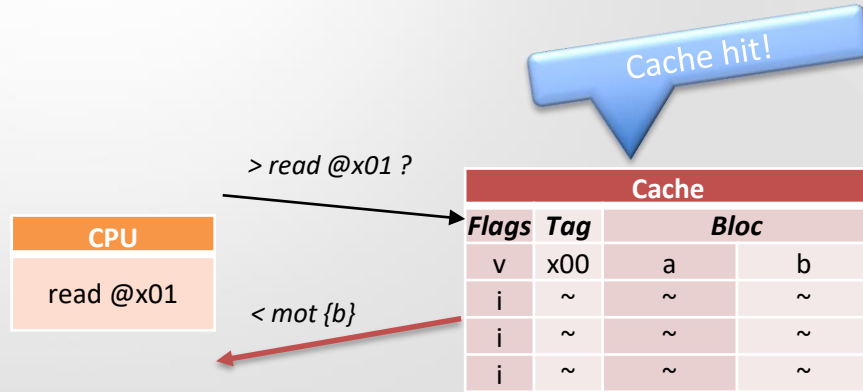 Cache hit!
> read @x01 ?
CPU
read @x01
< mot {b}
Cache
Flags Tag Bloc
v x00 a b
i ~ ~ ~
i ~ ~ ~
i ~ ~ ~